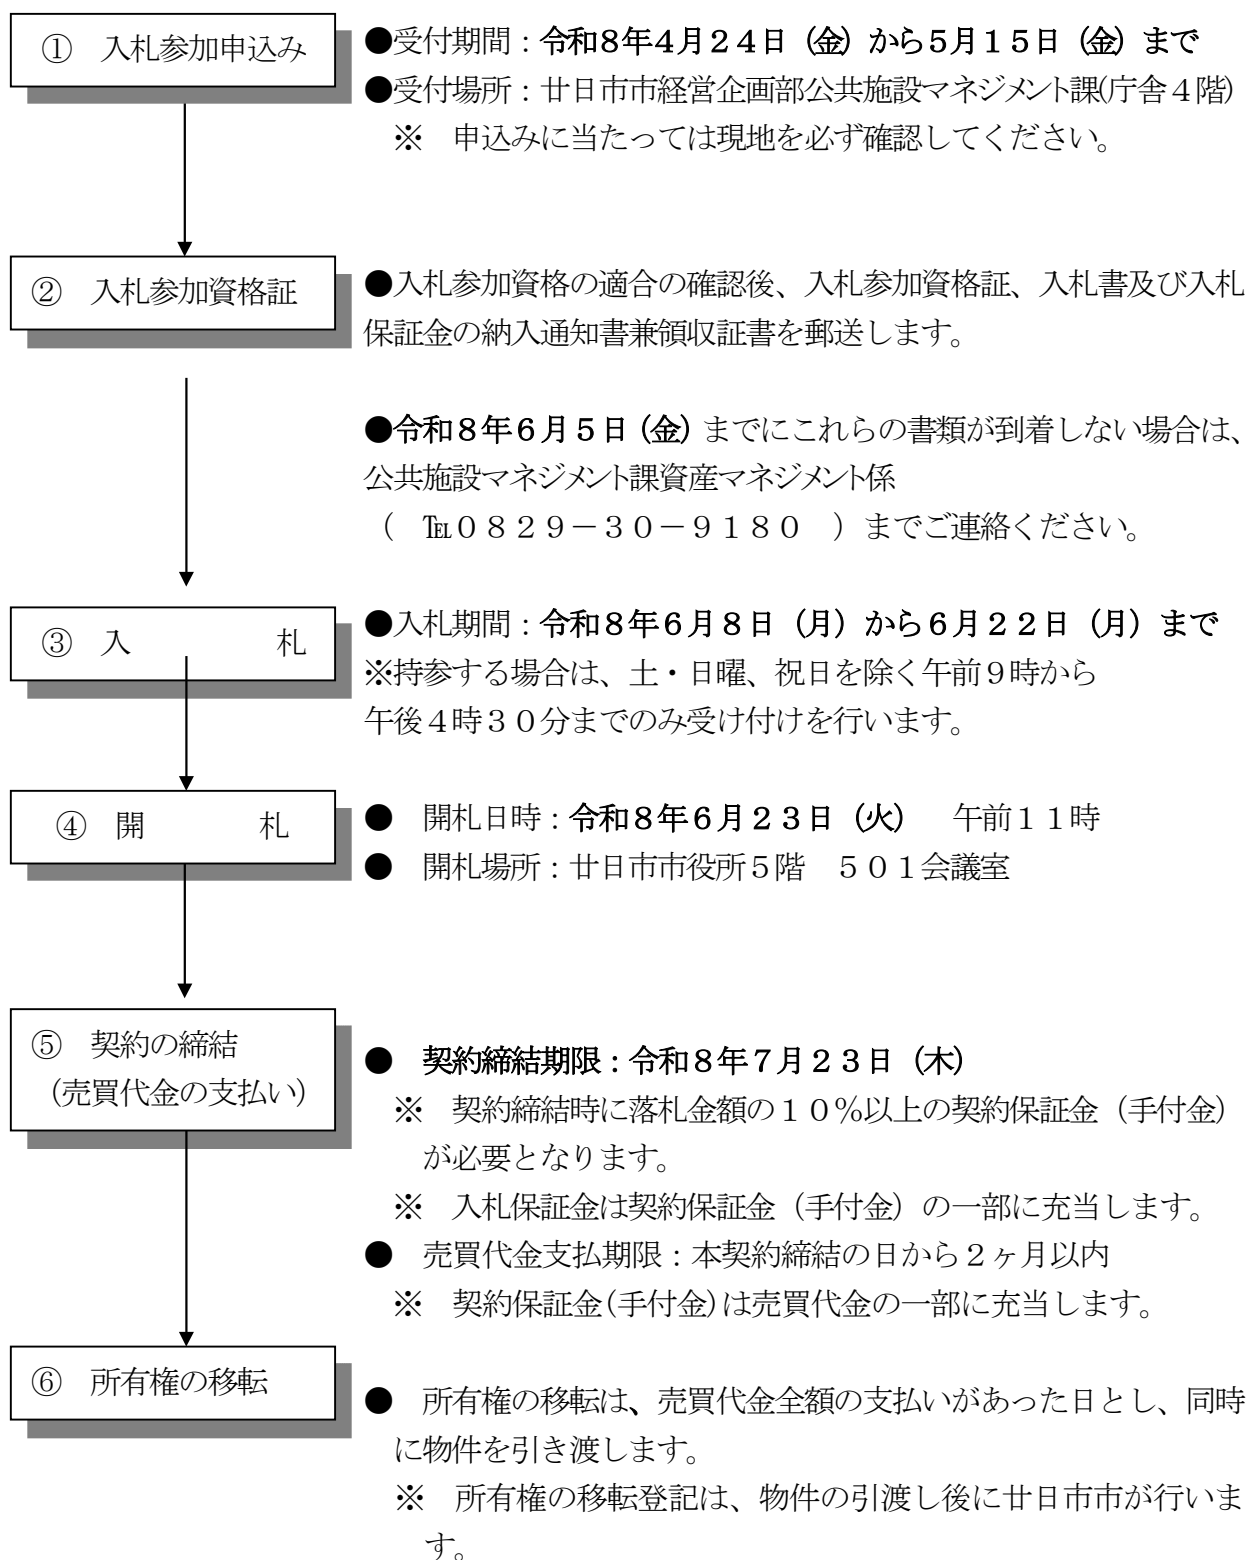 ① 入札参加申込み
●受付期間：令和８年４月２４日（金）から５月１５日（金）まで
●受付場所：廿日市市経営企画部公共施設マネジメント課(庁舎４階)
※　申込みに当たっては現地を必ず確認してください。
② 入札参加資格証
●入札参加資格の適合の確認後、入札参加資格証、入札書及び入札
保証金の納入通知書兼領収証書を郵送します。
●令和８年６月５日（金）までにこれらの書類が到着しない場合は、
公共施設マネジメント課資産マネジメント係
（　℡０８２９－３０－９１８０　）までご連絡ください。
③ 入　　　　札
●入札期間：令和８年６月８日（月）から６月２２日（月）まで
※持参する場合は、土・日曜、祝日を除く午前９時から
午後４時３０分までのみ受け付けを行います。
④ 開　　　札
●　開札日時：令和８年６月２３日（火）　午前１１時
●　開札場所：廿日市市役所５階　５０１会議室
⑤ 契約の締結
（売買代金の支払い）
●　契約締結期限：令和８年７月２３日（木）
※　契約締結時に落札金額の１０％以上の契約保証金（手付金）
が必要となります。
※　入札保証金は契約保証金（手付金）の一部に充当します。
●　売買代金支払期限：本契約締結の日から２ヶ月以内
※　契約保証金(手付金)は売買代金の一部に充当します。
⑥ 所有権の移転
●　所有権の移転は、売買代金全額の支払いがあった日とし、同時
に物件を引き渡します。
※　所有権の移転登記は、物件の引渡し後に廿日市市が行いま
す。